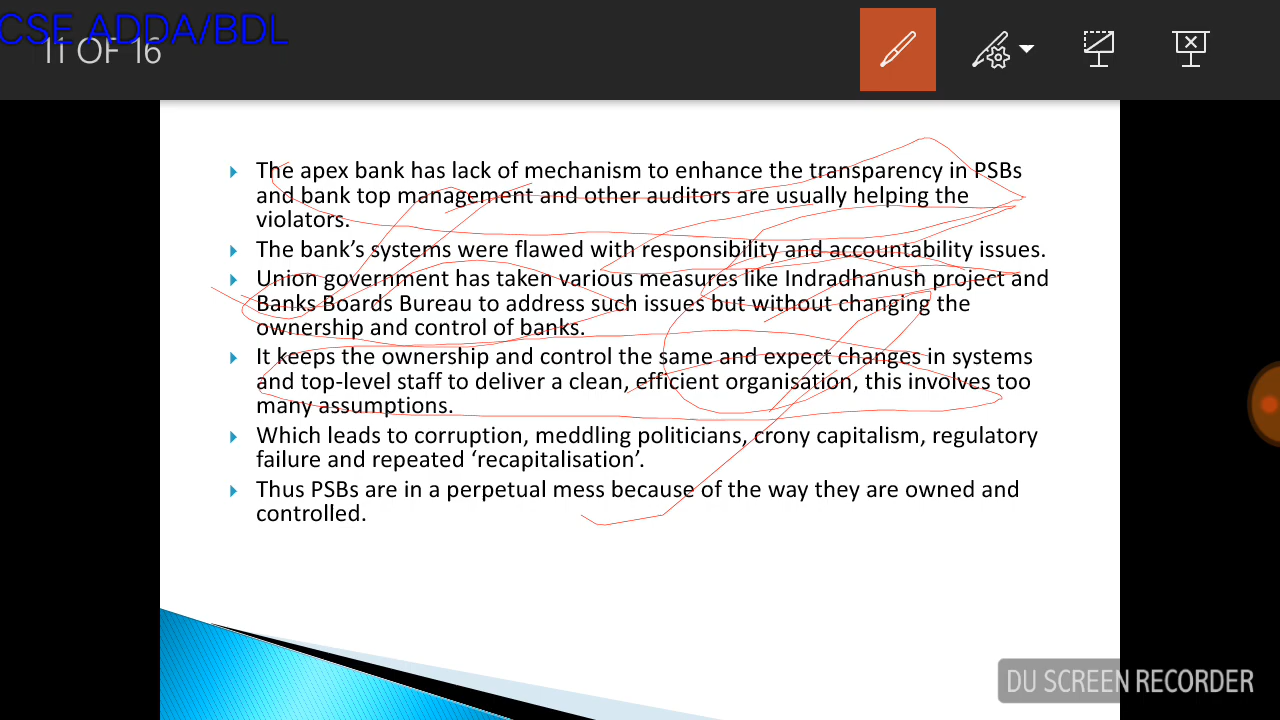 CSE ADDA/BDL
11 OF 16
The apex bank has lack of mechanism to enhance the transparency in PSBs
and bank top management and other auditors are usually helping the
violators.
The bank's systems were flawed with responsibility and accountability issues.
Union government has taken various measures like Indradhanush project and
Banks Boards Bureau to address such issues but without changing the
ownership and control of banks.
It keeps the ownership and control the same and expect changes in systems
and top-level staff to deliver a clean, efficient organisation, this involves too
many assumptions.
Which leads to corruption, meddling politicians, crony capitalism, regulatory
failure and repeated 'recapitalisation'.
Thus PSBs are in a perpetual mess because of the way they are owned and
controlled.
DU SCREEN RECORDER